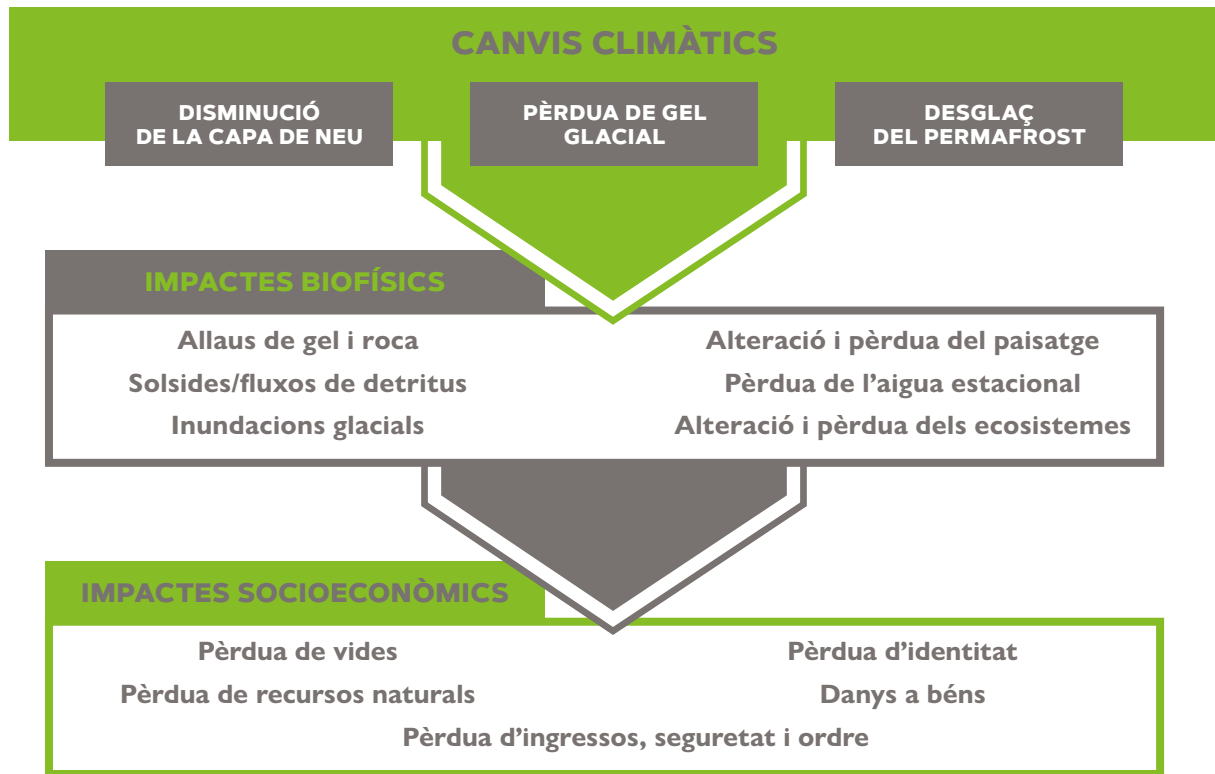 CANVIS CLIMÀTICS
DISMINUCIÓ
DE LA CAPA DE NEU
PÈRDUA DE GEL
GLACIAL
DESGLAÇ
DEL PERMAFROST
IMPACTES BIOFÍSICS
Allaus de gel i roca
Solsides/fluxos de detritus
Inundacions glacials
Alteració i pèrdua del paisatge
Pèrdua de l’aigua estacional
Alteració i pèrdua dels ecosistemes
IMPACTES SOCIOECONÒMICS
Pèrdua de vides
Pèrdua de recursos naturals
Pèrdua d’identitat
Danys a béns
Pèrdua d’ingressos, seguretat i ordre